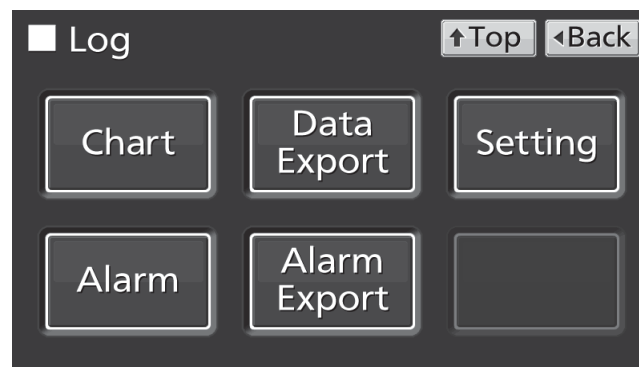 Log
↑Top
◂Back
Chart
Data
Export
Setting
Alarm
Alarm
Export